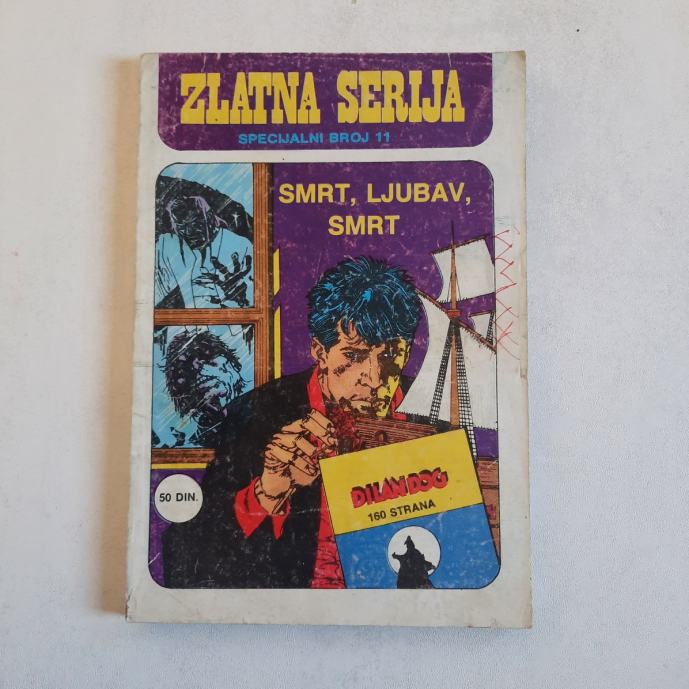 ZLATNA SERIJA
SPECIJALNI BROJ 11
SMRT, LJUBAV,
SMRT
50 DIN.
DILAN DOG
160 STRANA